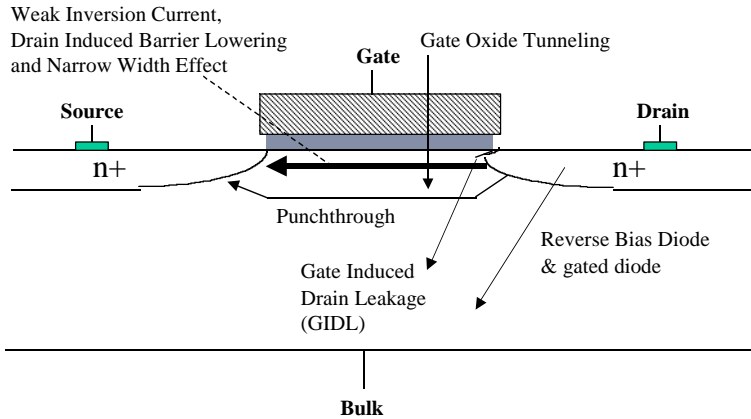 Weak Inversion Current,
Drain Induced Barrier Lowering
and Narrow Width Effect
Gate Oxide Tunneling
Gate
Source
Drain
n+
n+
Punchthrough
Reverse Bias Diode
& gated diode
Gate Induced
Drain Leakage
(GIDL)
Bulk